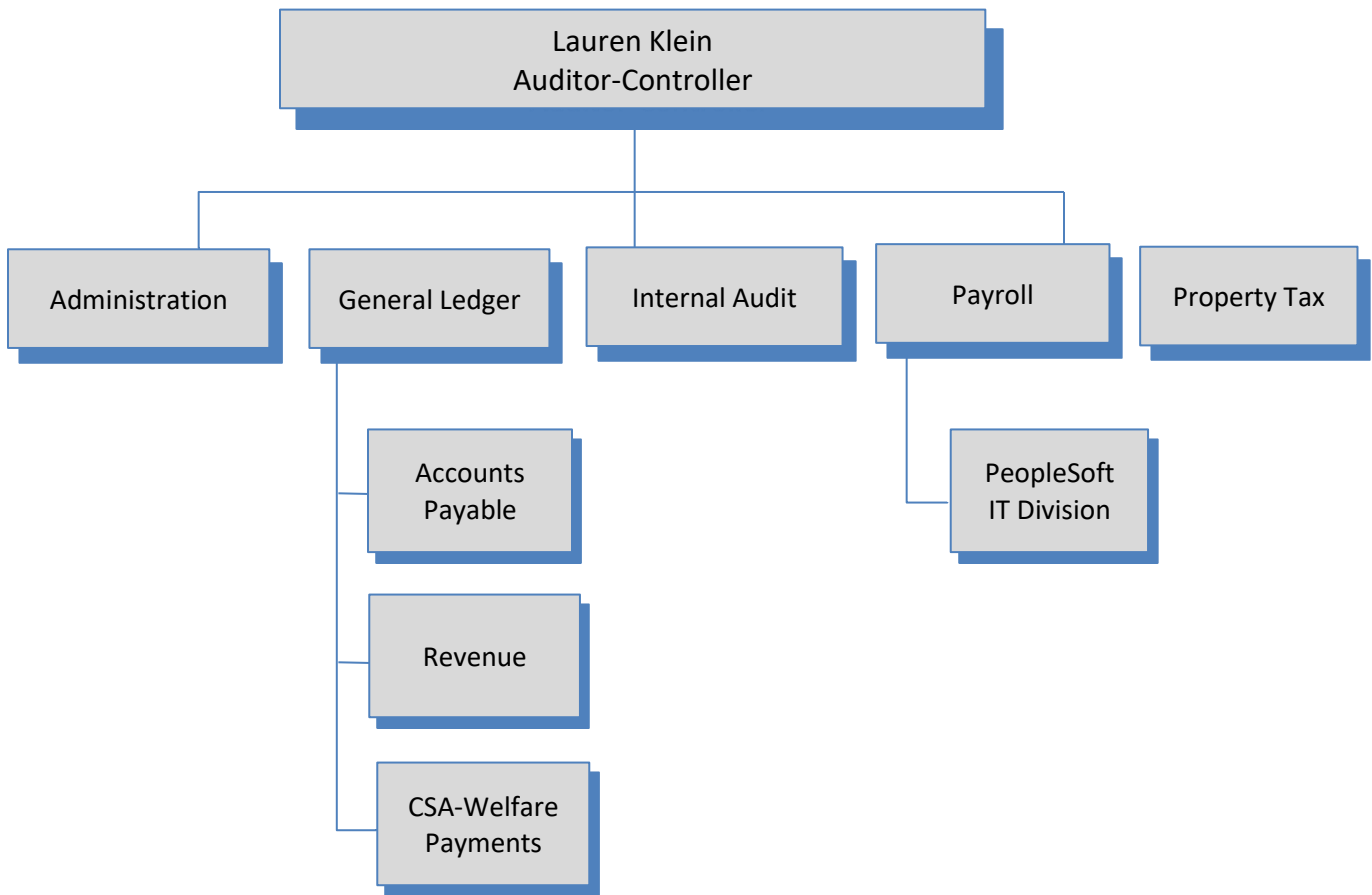 Lauren Klein
Auditor-Controller
Administration
General Ledger
Internal Audit
Payroll
Property Tax
Accounts
Payable
PeopleSoft
IT Division
Revenue
CSA-Welfare
Payments